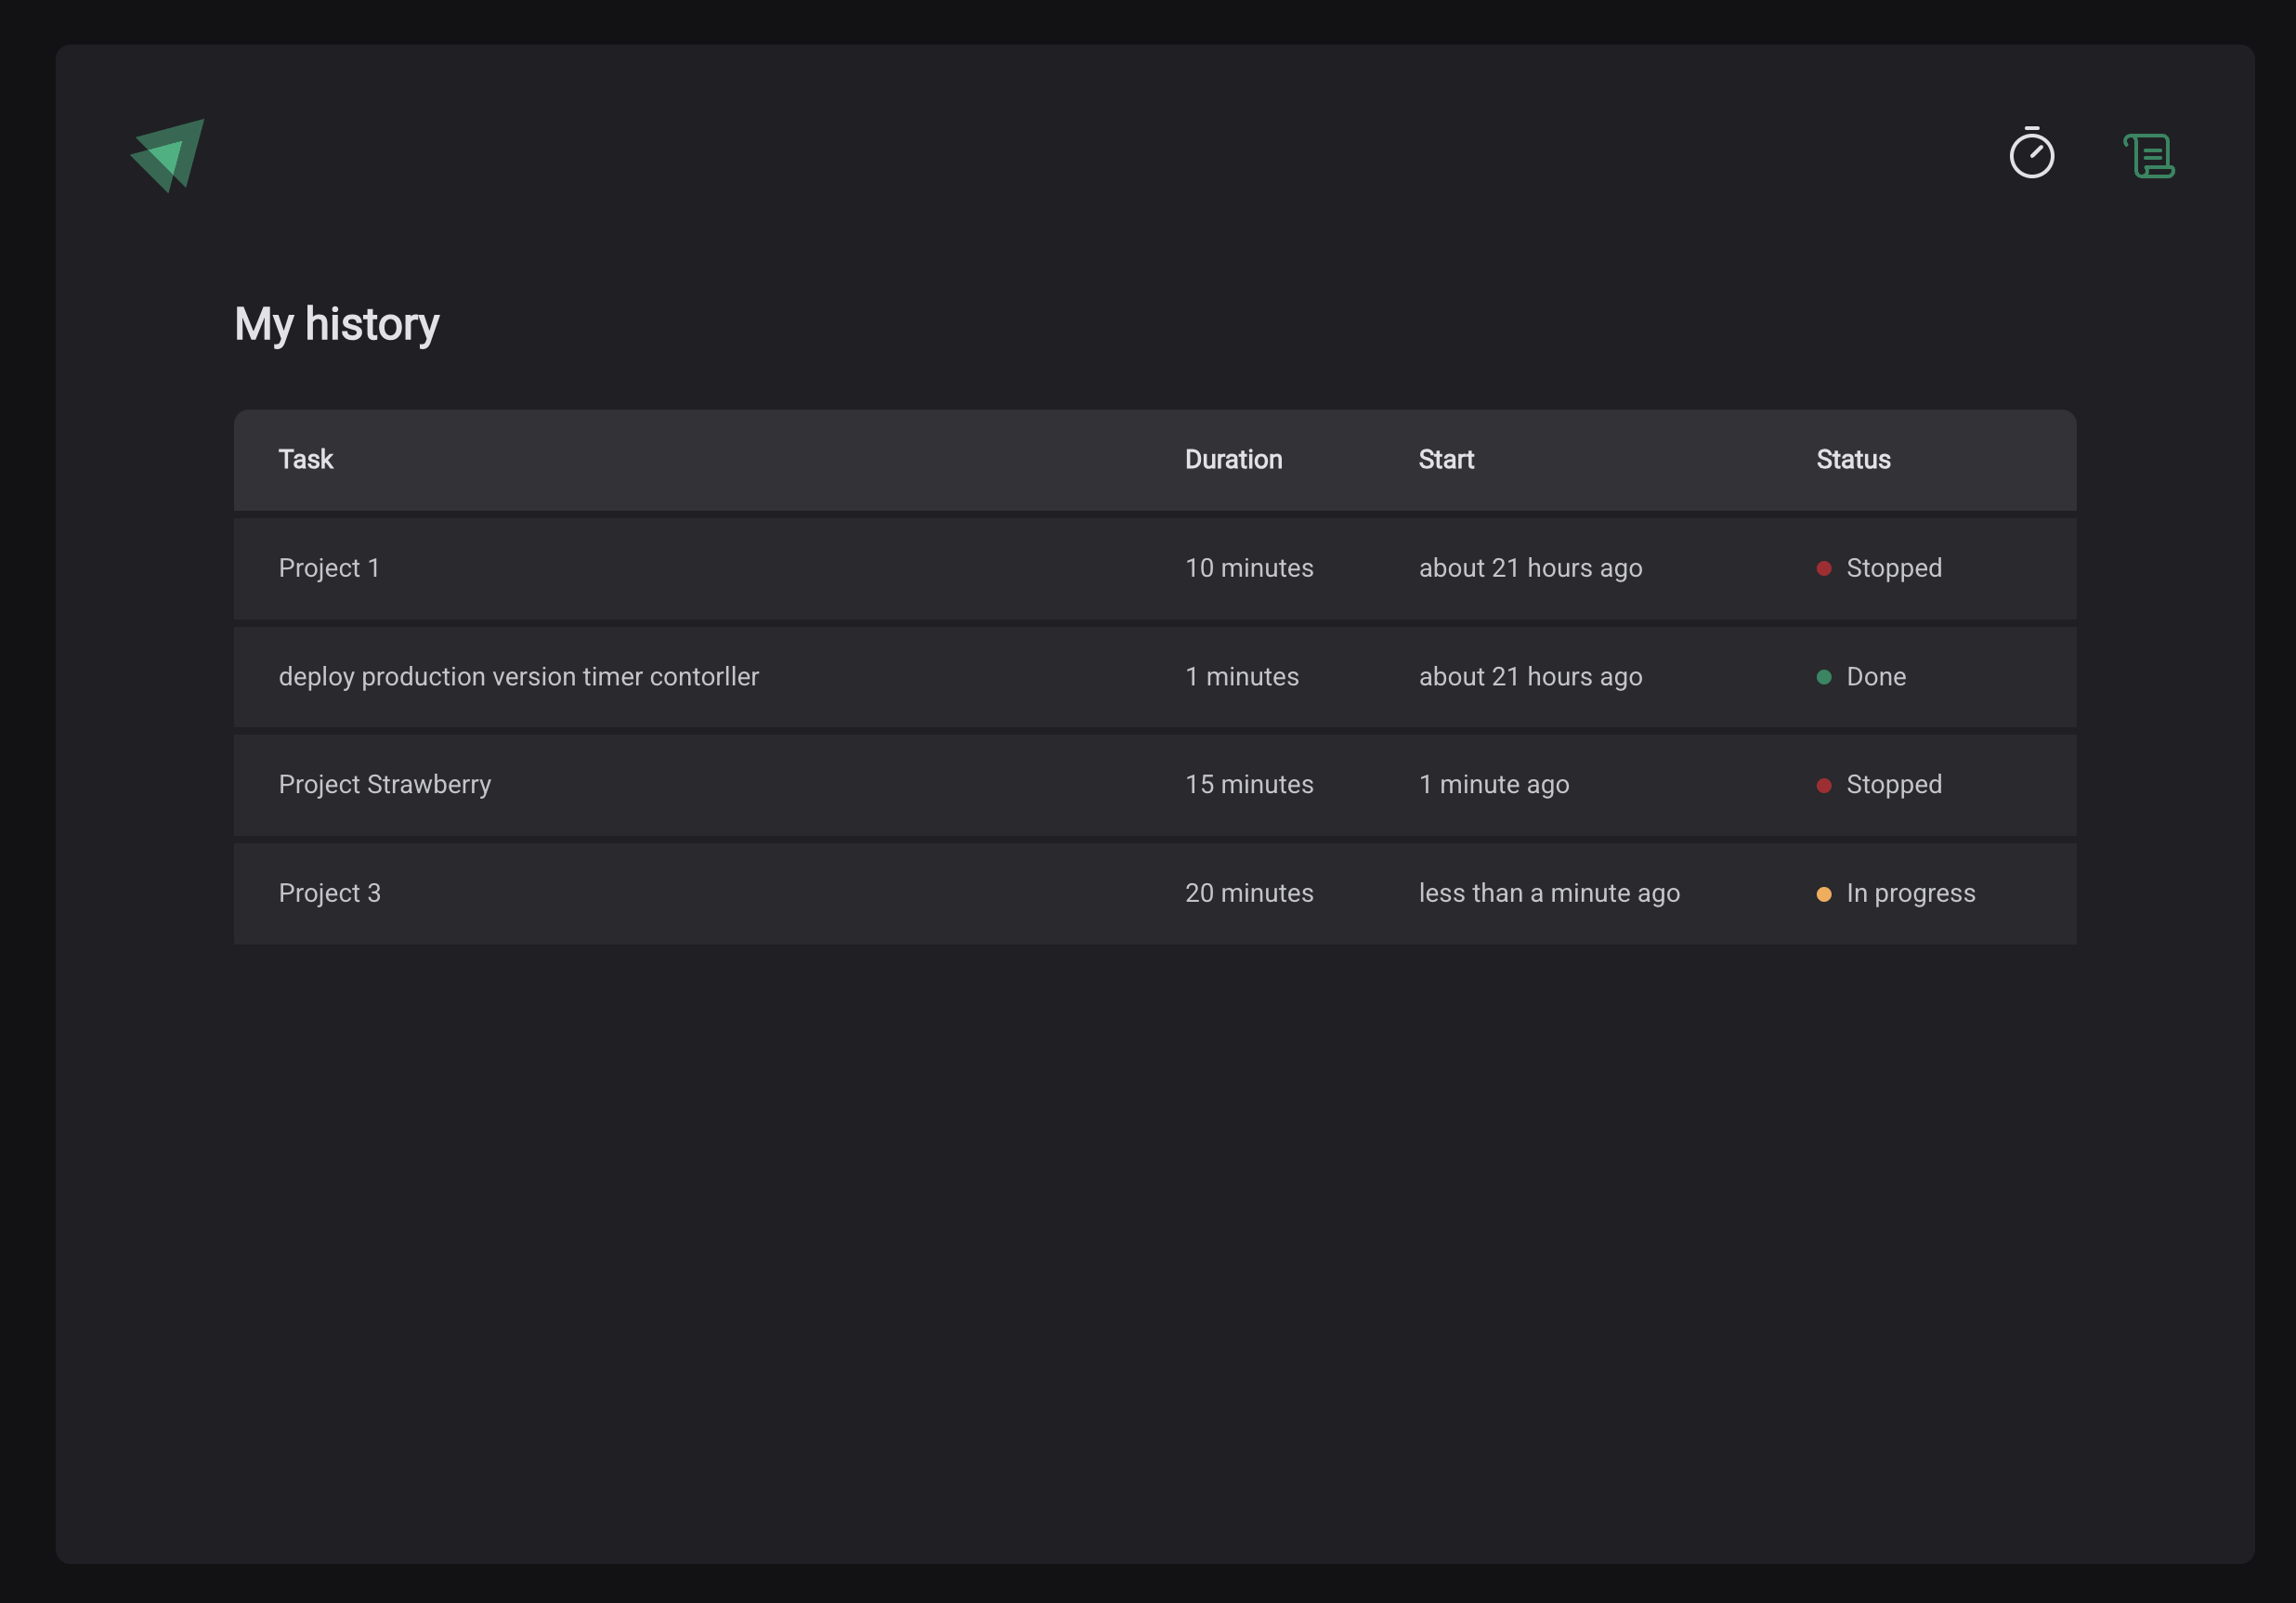 My history
Task Duration Start Status
Project 1 10 minutes about 21 hours ago Stopped
deploy production version timer contorller 1 minutes about 21 hours ago Done
Project Strawberry 15 minutes 1 minute ago Stopped
Project 3 20 minutes less than a minute ago In progress